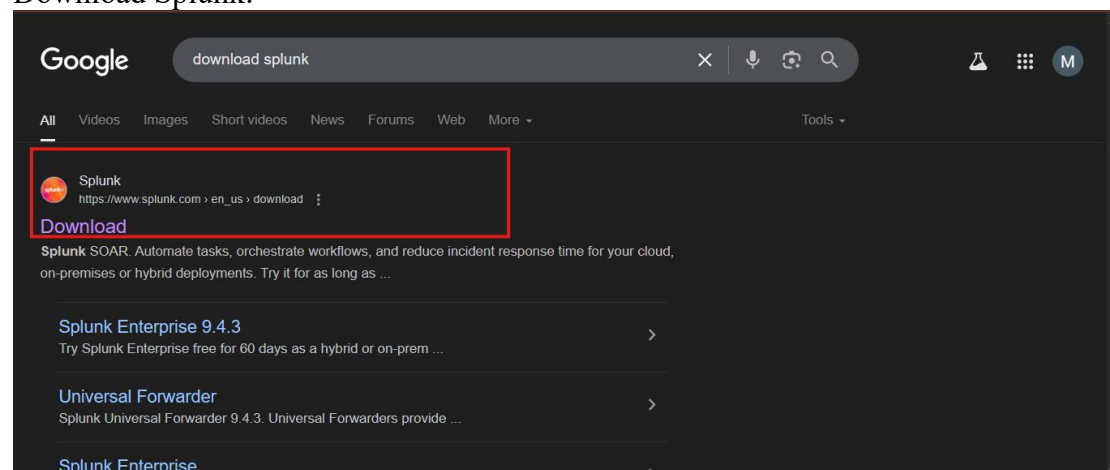 Download Splunk:
Google
download splunk
M
All Videos Images Short videos News Forums Web More Tools
Splunk
https://www.splunk.com › en_us › download
Download
Splunk SOAR. Automate tasks, orchestrate workflows, and reduce incident response time for your cloud,
on-premises or hybrid deployments. Try it for as long as ...
Splunk Enterprise 9.4.3
Try Splunk Enterprise free for 60 days as a hybrid or on-prem ...
Universal Forwarder
Splunk Universal Forwarder 9.4.3. Universal Forwarders provide ...
Splunk Enterprise